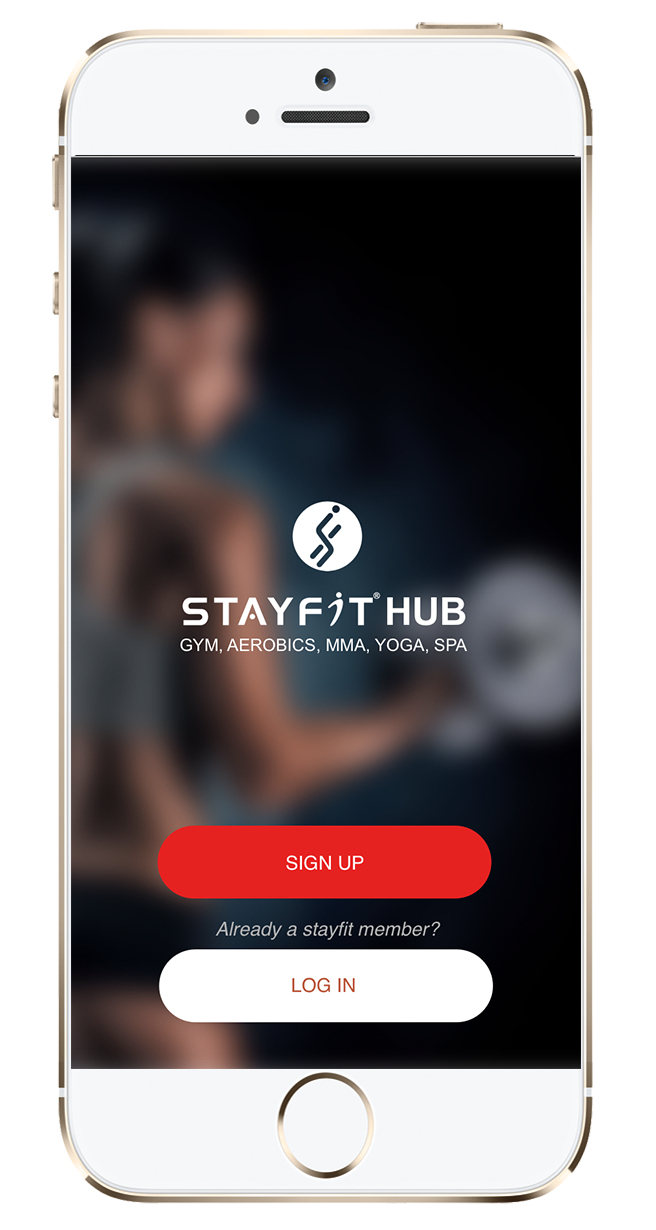 STAYFiT® HUB
GYM, AEROBICS, MMA, YOGA, SPA
SIGN UP
Already a stayfit member?
LOG IN